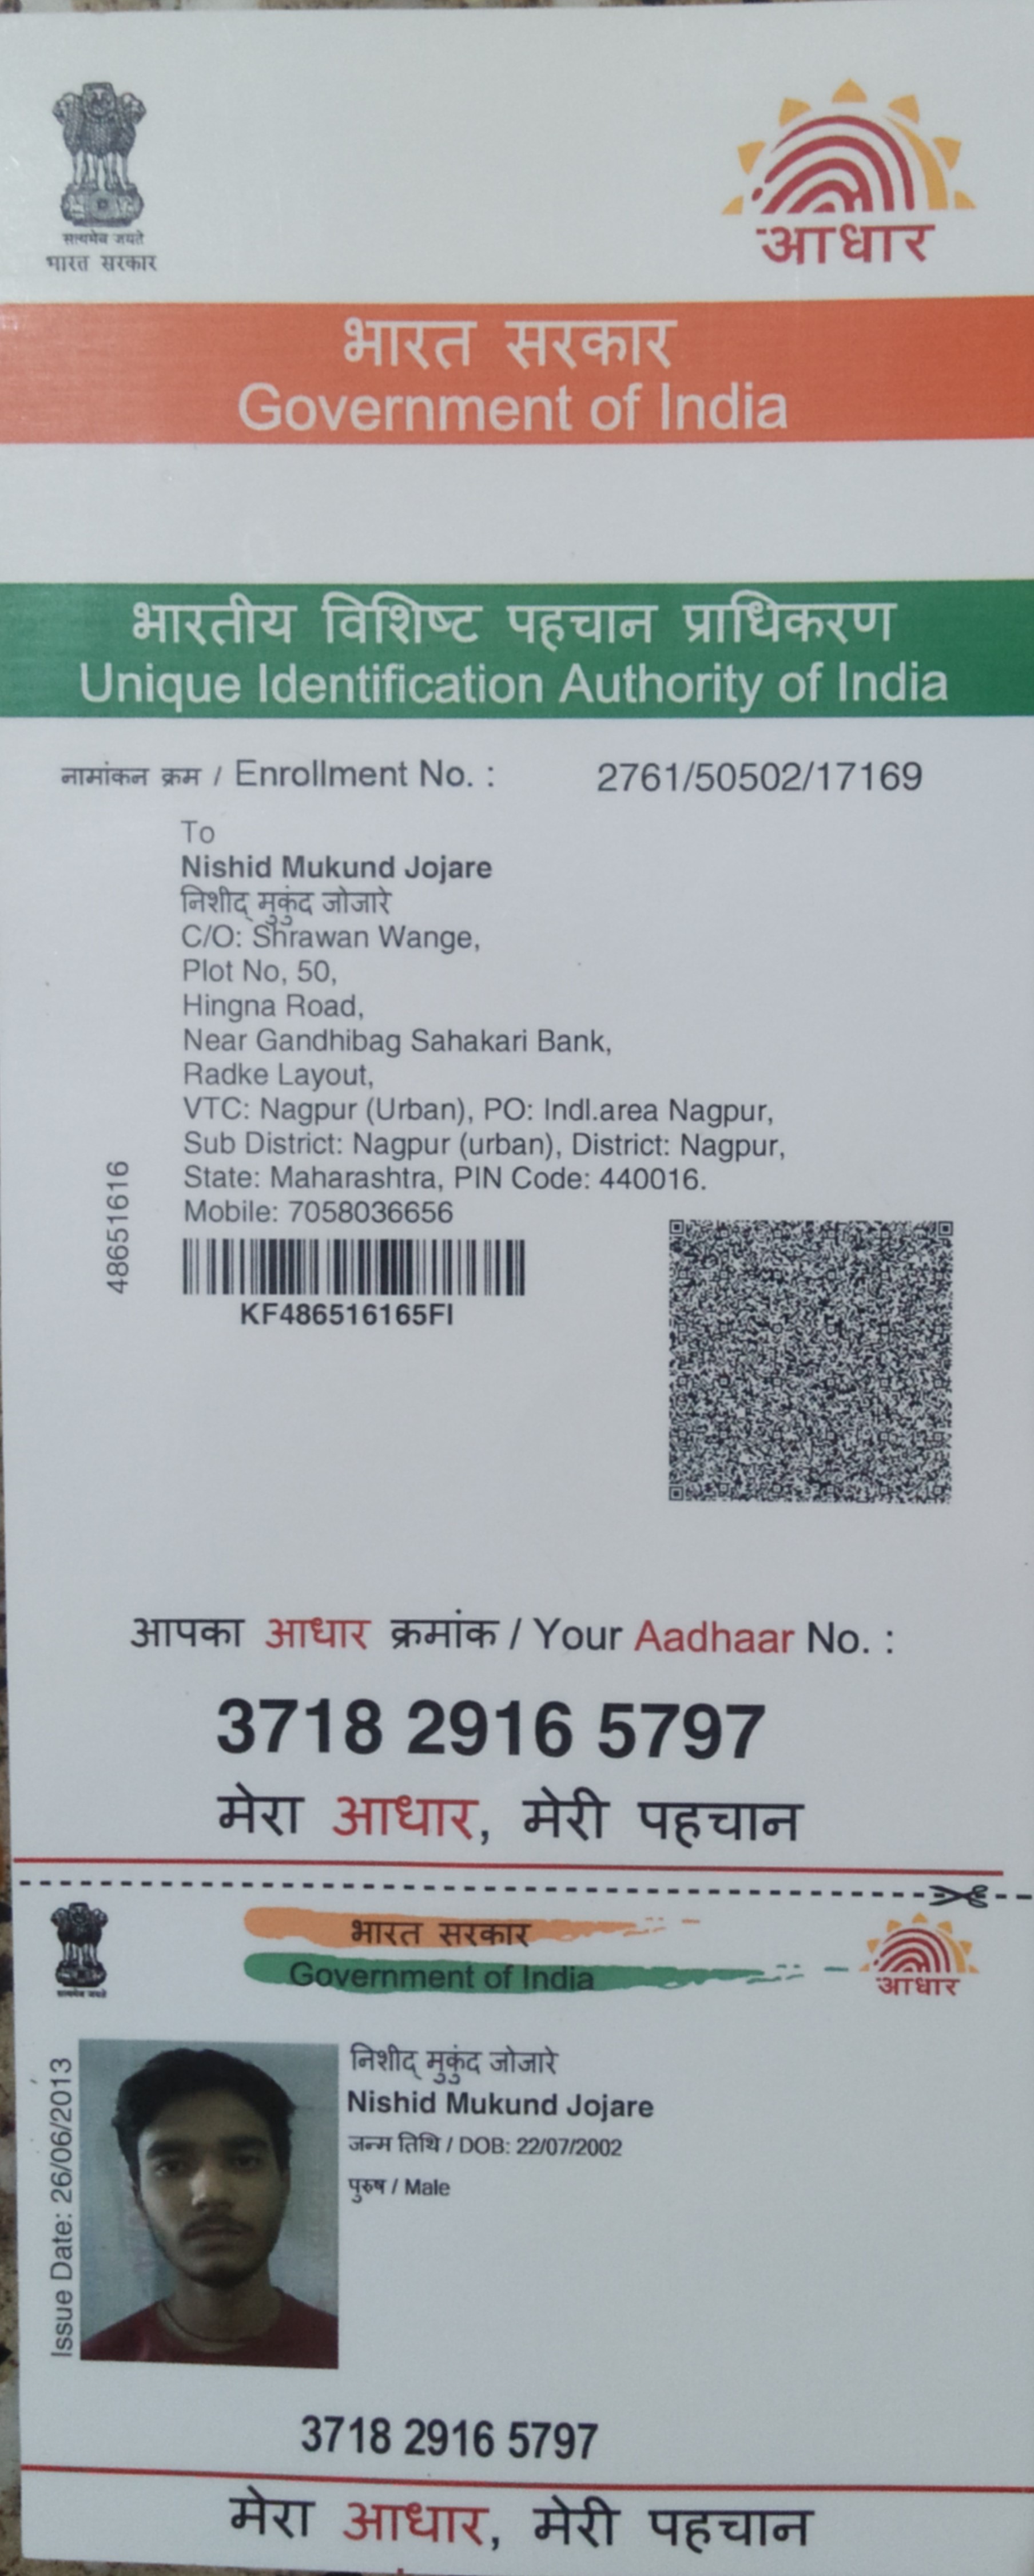 सत्यमेव जयते
भारत सरकार
आधार
भारत सरकार
Government of India
भारतीय विशिष्ट पहचान प्राधिकरण
Unique Identification Authority of India
नामांकन क्रम / Enrollment No. : 2761/50502/17169
To
Nishid Mukund Jojare
निशीद् मुकुंद जोजारे
C/O: Shrawan Wange,
Plot No, 50,
Hingna Road,
Near Gandhibag Sahakari Bank,
Radke Layout,
VTC: Nagpur (Urban), PO: Indl.area Nagpur,
Sub District: Nagpur (urban), District: Nagpur,
State: Maharashtra, PIN Code: 440016.
Mobile: 7058036656
48651616
KF486516165FI
आपका आधार क्रमांक / Your Aadhaar No. :
3718 2916 5797
मेरा आधार, मेरी पहचान
भारत सरकार
Government of India
सत्यमेव जयते
आधार
Issue Date: 26/06/2013
निशीद् मुकुंद जोजारे
Nishid Mukund Jojare
जन्म तिथि / DOB: 22/07/2002
पुरुष / Male
3718 2916 5797
मेरा आधार, मेरी पहचान